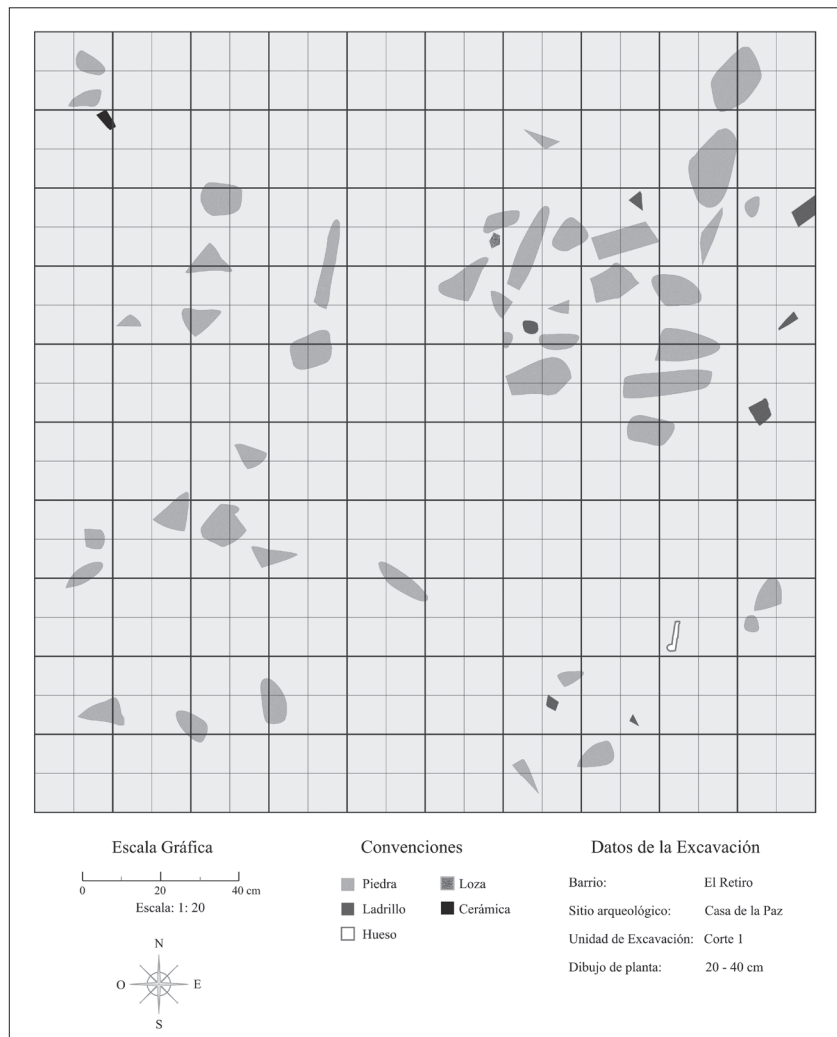 Escala Gráfica
0 20 40 cm
Escala: 1: 20
N
O E
S
Convenciones
Piedra
Loza
Ladrillo
Cerámica
Hueso
Datos de la Excavación
Barrio: El Retiro
Sitio arqueológico: Casa de la Paz
Unidad de Excavación: Corte 1
Dibujo de planta: 20 - 40 cm